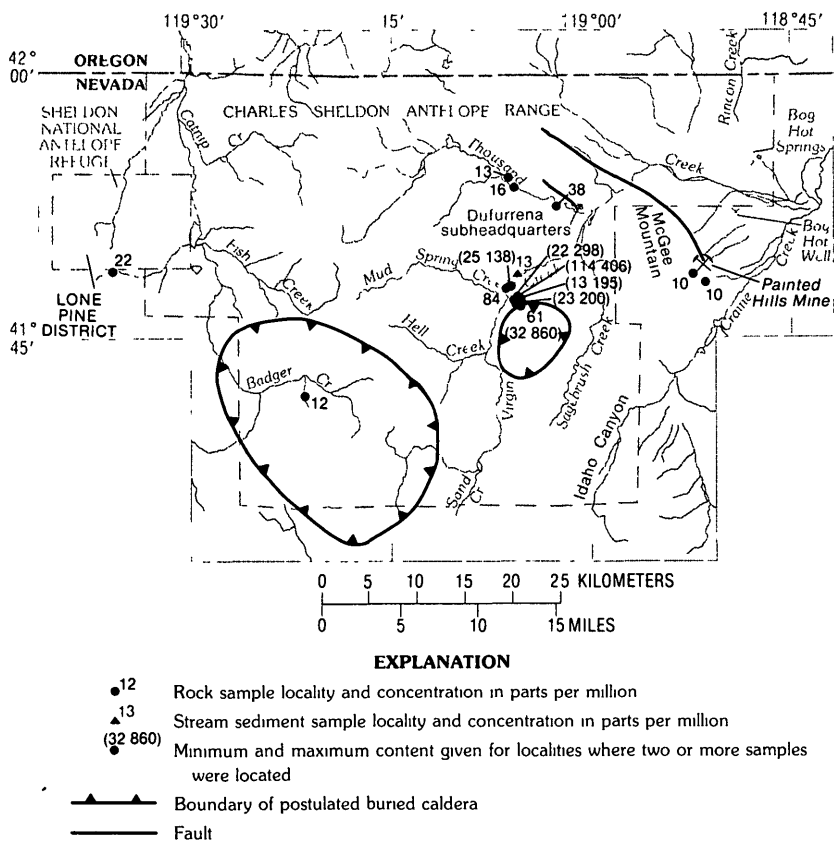 119° 30'
15'
119° 00'
118° 45'
42°
00'
OREGON
NEVADA
SHELDON
NATIONAL
ANTELOPE
REFUGE
CHARLES SHELDON ANTELOPE RANGE
Catnip
Cr
Rincon Creek
Bog
Hot
Springs
Thousand
Creek
13
16
38
Dufurrena
subheadquarters
McGee
Mountain
Bog
Hot
Well
22
LONE
PINE
DISTRICT
Fish
Creek
Mud
Spring
Creek
(25 138)
13
(22 298)
(114 406)
(13 195)
(23 200)
84
61
(32 860)
10
10
Painted
Hills Mine
Craine
Creek
41°
45'
Hell
Creek
Badger
Cr
12
Virgin
Sagebrush Creek
Sand
Cr
Idaho Canyon
15'
119° 00'
0 5 10 15 20 25 KILOMETERS
0 5 10 15 MILES
EXPLANATION
12 Rock sample locality and concentration in parts per million
13 Stream sediment sample locality and concentration in parts per million
(32 860) Minimum and maximum content given for localities where two or more samples
were located
Boundary of postulated buried caldera
Fault